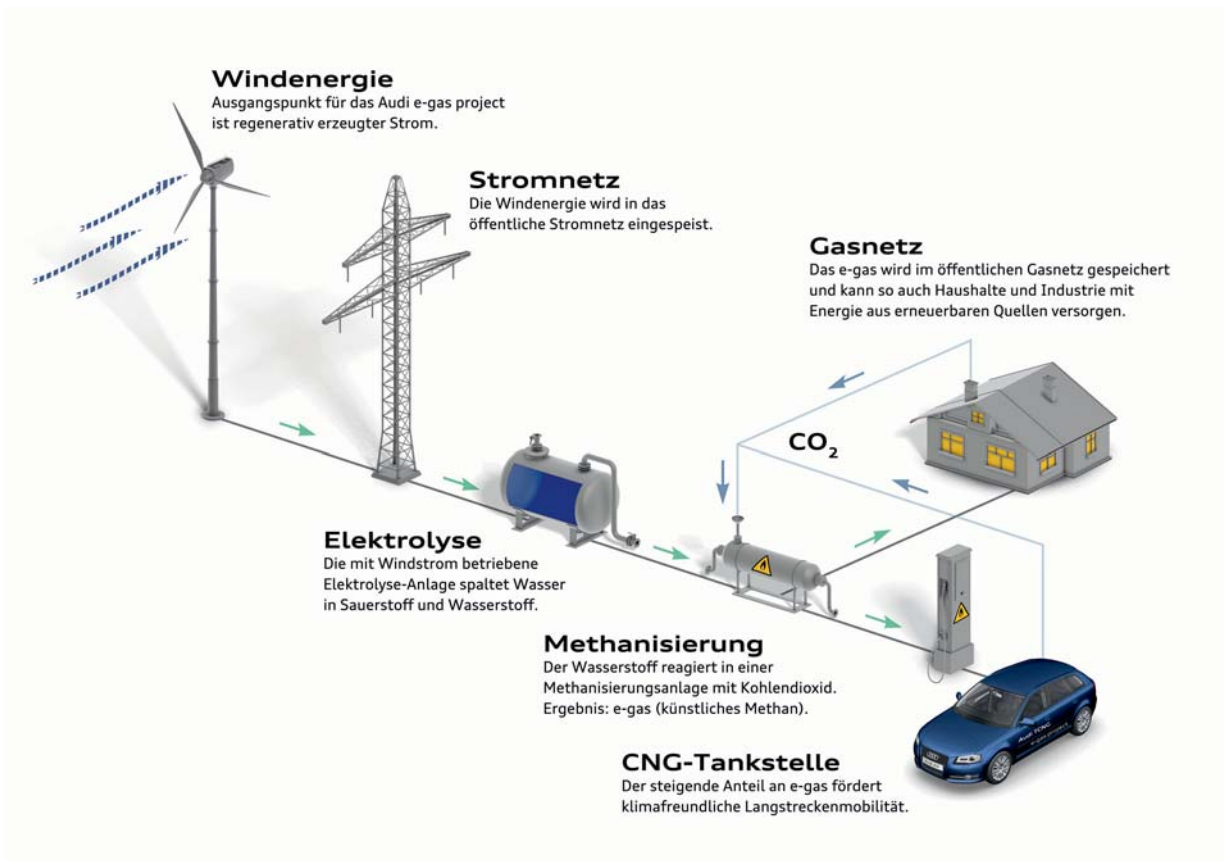 Windenergie
Ausgangspunkt für das Audi e-gas project
ist regenerativ erzeugter Strom.
Stromnetz
Die Windenergie wird in das
öffentliche Stromnetz eingespeist.
Gasnetz
Das e-gas wird im öffentlichen Gasnetz gespeichert
und kann so auch Haushalte und Industrie mit
Energie aus erneuerbaren Quellen versorgen.
CO₂
Elektrolyse
Die mit Windstrom betriebene
Elektrolyse-Anlage spaltet Wasser
in Sauerstoff und Wasserstoff.
Methanisierung
Der Wasserstoff reagiert in einer
Methanisierungsanlage mit Kohlendioxid.
Ergebnis: e-gas (künstliches Methan).
Audi TCNG
e-gas project
CNG-Tankstelle
Der steigende Anteil an e-gas fördert
klimafreundliche Langstreckenmobilität.